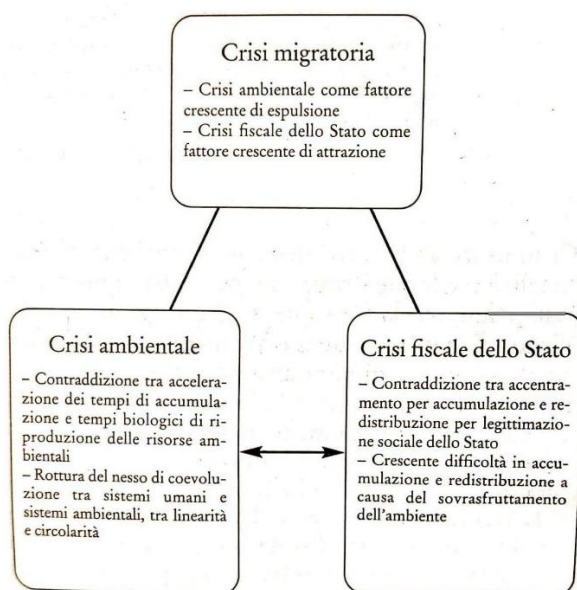 Crisi migratoria
– Crisi ambientale come fattore
crescente di espulsione
– Crisi fiscale dello Stato come
fattore crescente di attrazione
Crisi ambientale
– Contraddizione tra accelera-
zione dei tempi di accumula-
zione e tempi biologici di ri-
produzione delle risorse am-
bientali
– Rottura del nesso di coevolu-
zione tra sistemi umani e
sistemi ambientali, tra linearità
e circolarità
Crisi fiscale dello Stato
– Contraddizione tra accentra-
mento per accumulazione e re-
distribuzione per legittimazio-
ne sociale dello Stato
– Crescente difficoltà in accu-
mulazione e redistribuzione a
causa del sovrasfruttamento
dell'ambiente